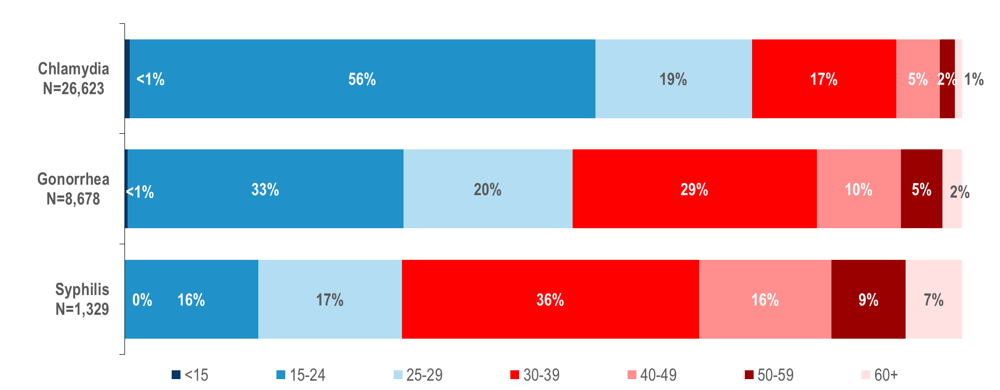 Chlamydia
N=26,623
<1% 56% 19% 17% 5% 2% 1%
Gonorrhea
N=8,678
<1% 33% 20% 29% 10% 5% 2%
Syphilis
N=1,329
0% 16% 17% 36% 16% 9% 7%
<15 15-24 25-29 30-39 40-49 50-59 60+